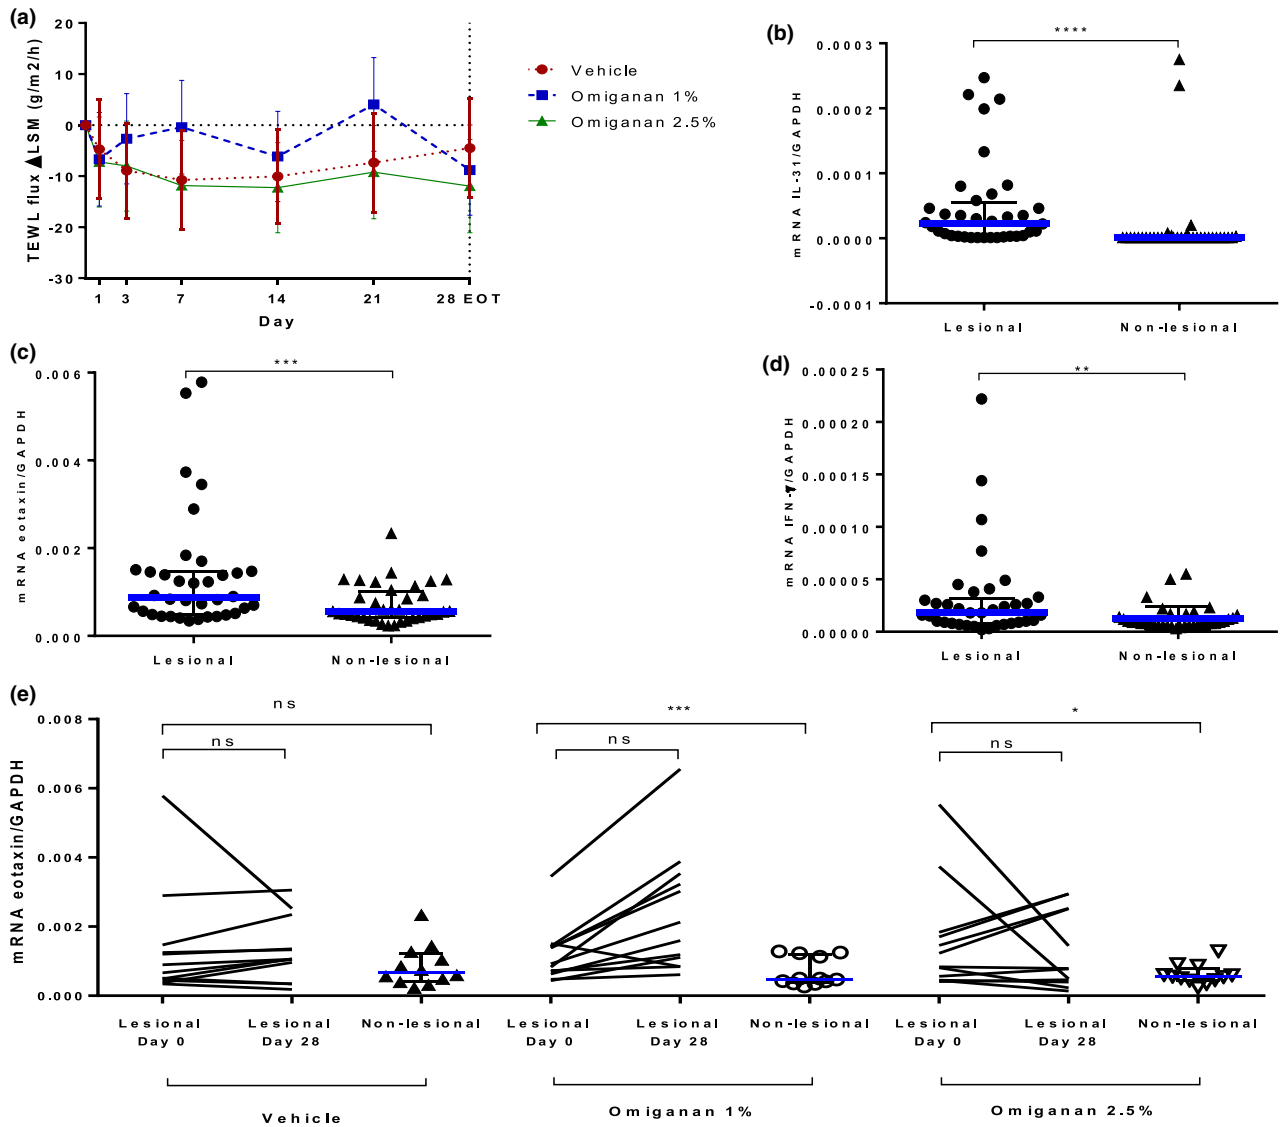 (a)
TEWL flux ▲LSM (g/m2/h)
20
10
0
-10
-20
-30
1 3 7 14 21 28 EOT
Day
Vehicle
Omiganan 1%
Omiganan 2.5%
(b)
****
mRNA IL-31/GAPDH
0.0003
0.0002
0.0001
0.0000
-0.0001
Lesional Non-lesional
(c)
***
mRNA eotaxin/GAPDH
0.006
0.004
0.002
0.000
Lesional Non-lesional
(d)
**
mRNA IFN-γ/GAPDH
0.00025
0.00020
0.00015
0.00010
0.00005
0.00000
Lesional Non-lesional
(e)
mRNA eotaxin/GAPDH
0.008
0.006
0.004
0.002
0.000
ns
ns
***
ns
*
ns
Lesional Lesional Non-lesional Lesional Lesional Non-lesional Lesional Lesional Non-lesional
Day 0 Day 28 Day 0 Day 28 Day 0 Day 28
Vehicle Omiganan 1% Omiganan 2.5%